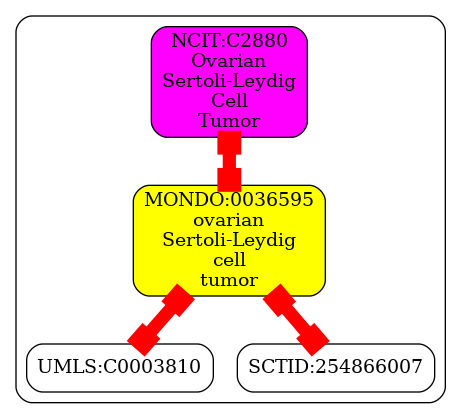 NCIT:C2880
Ovarian
Sertoli-Leydig
Cell
Tumor
MONDO:0036595
ovarian
Sertoli-Leydig
cell
tumor
UMLS:C0003810
SCTID:254866007